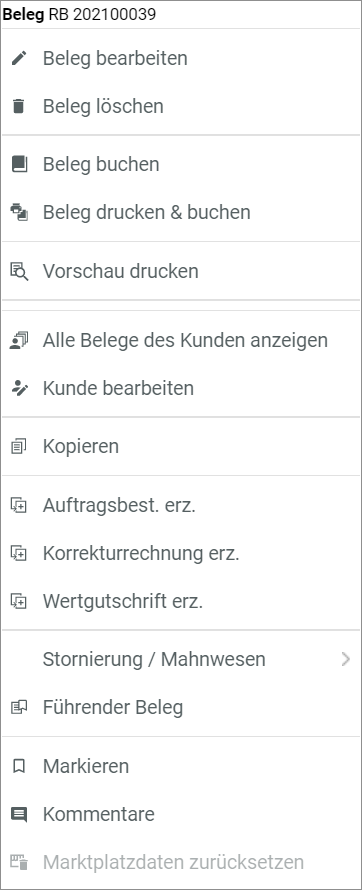 Beleg RB 202100039
Beleg bearbeiten
Beleg löschen
Beleg buchen
Beleg drucken & buchen
Vorschau drucken
Alle Belege des Kunden anzeigen
Kunde bearbeiten
Kopieren
Auftragsbest. erz.
Korrekturrechnung erz.
Wertgutschrift erz.
Stornierung / Mahnwesen
Führender Beleg
Markieren
Kommentare
Marktplatzdaten zurücksetzen